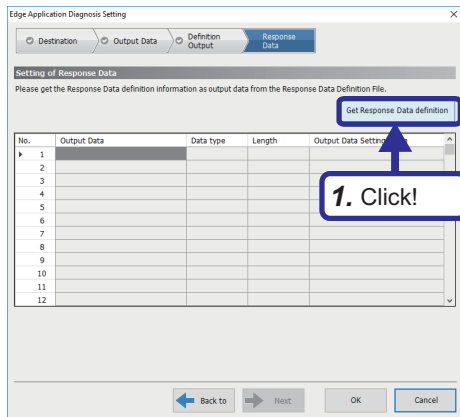 Edge Application Diagnosis Setting
Destination Output Data Definition Output Response Data
Setting of Response Data
Please get the Response Data definition information as output data from the Response Data Definition File.
Get Response Data definition
No. Output Data Data type Length Output Data Setting
1
2
3
4
5
6
7
8
9
10
11
12
1. Click!
Back to Next OK Cancel